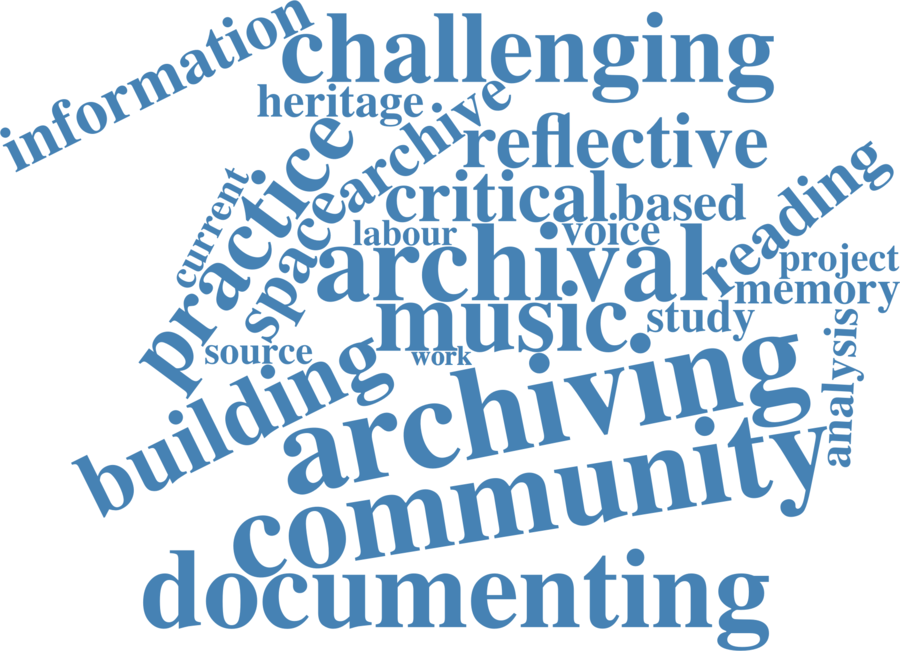 information
challenging
heritage
archive
reflective
practice
space
current
critical
based
labour
voice
reading
archival
project
memory
music
study
source
work
analysis
building
archiving
community
documenting